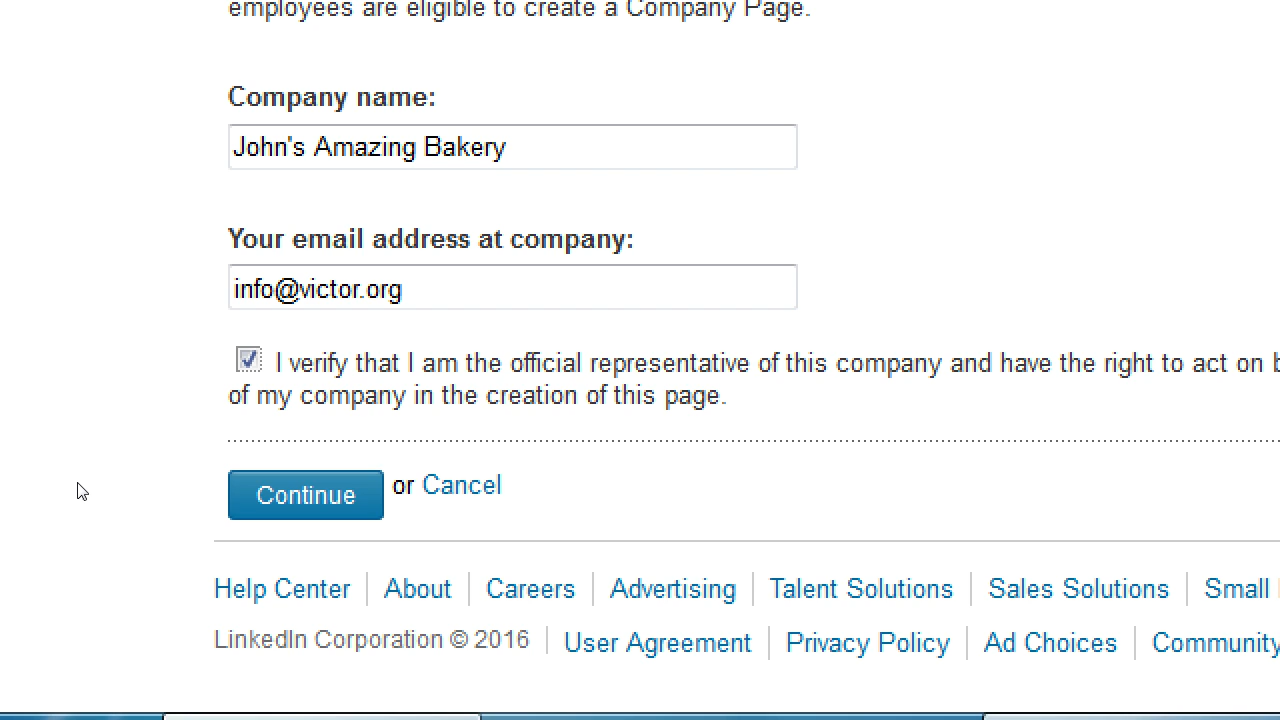 employees are eligible to create a Company Page.
Company name:
John's Amazing Bakery
Your email address at company:
info@victor.org
I verify that I am the official representative of this company and have the right to act on
of my company in the creation of this page.
Continue or Cancel
Help Center About Careers Advertising Talent Solutions Sales Solutions Small
LinkedIn Corporation © 2016 User Agreement Privacy Policy Ad Choices Community